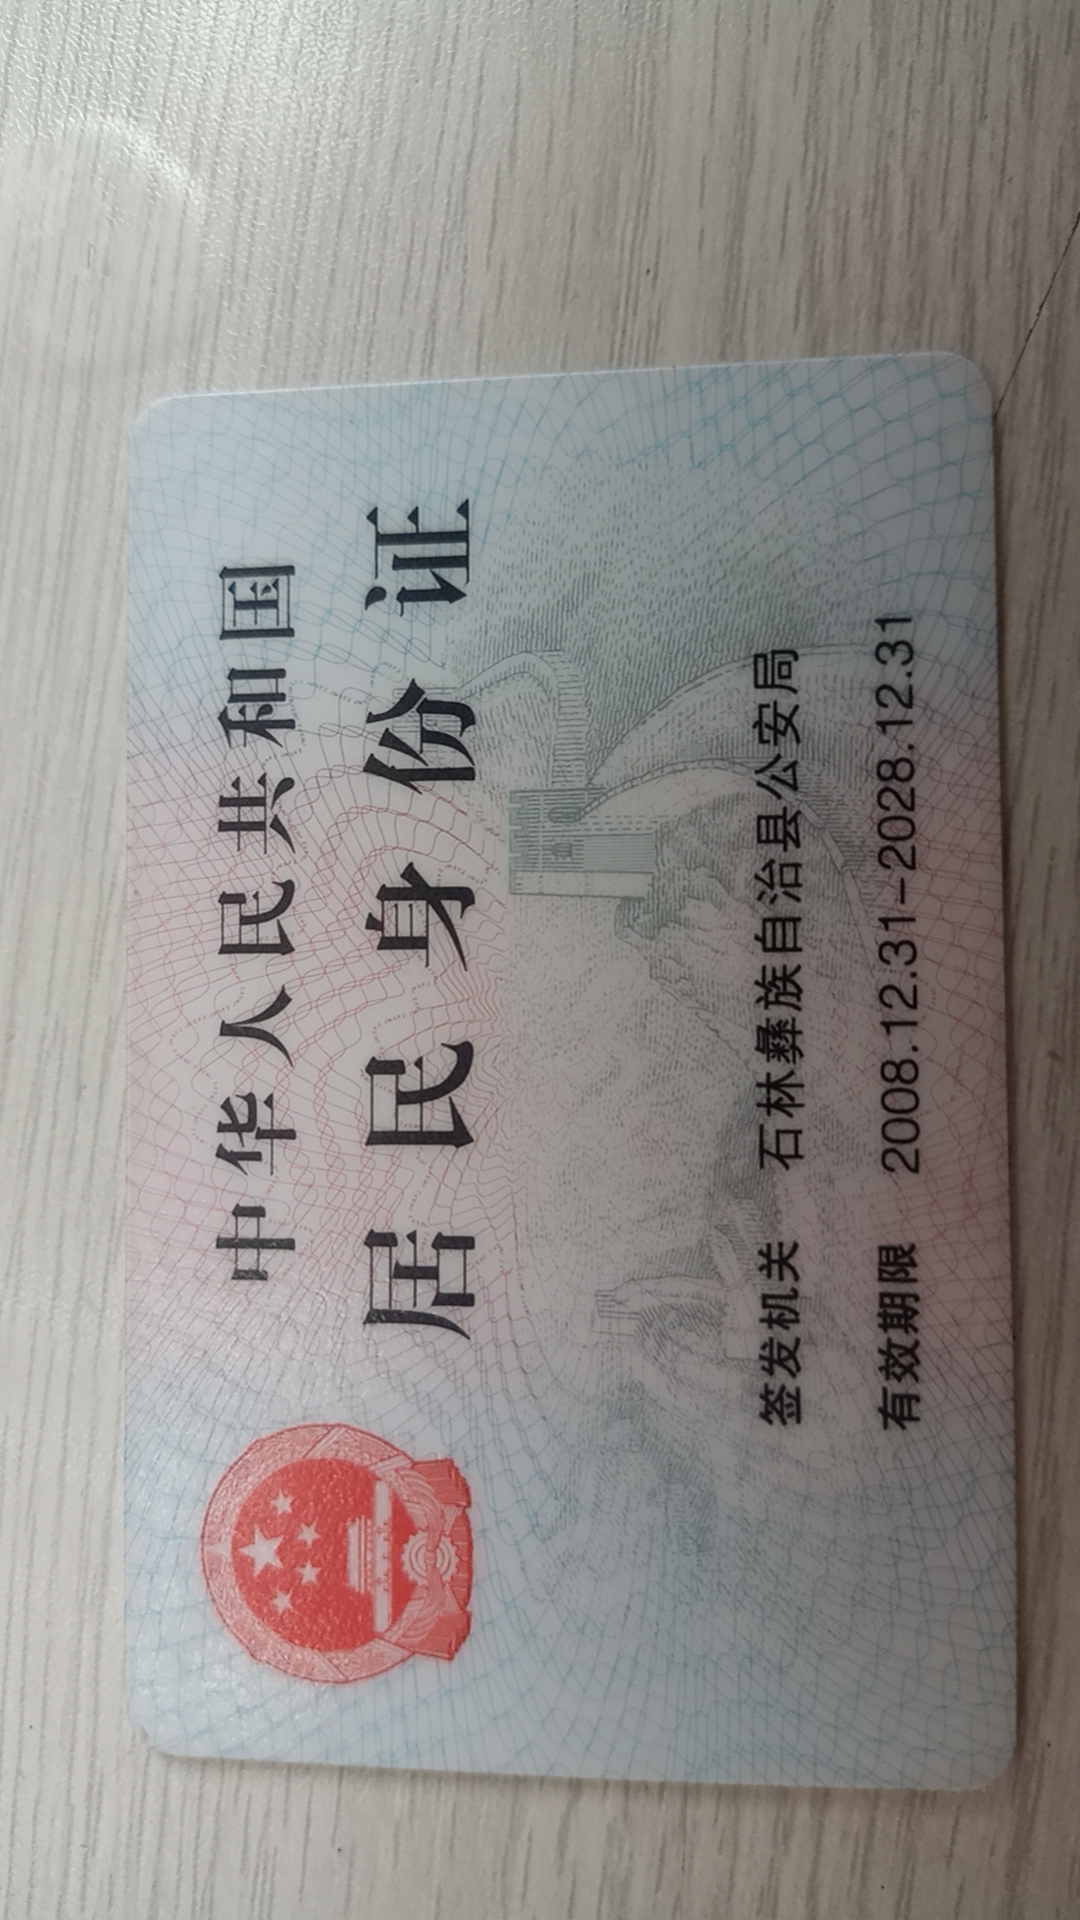 中华人民共和国
居民身份证
签发机关 石林彝族自治县公安局
有效期限 2008.12.31-2028.12.31